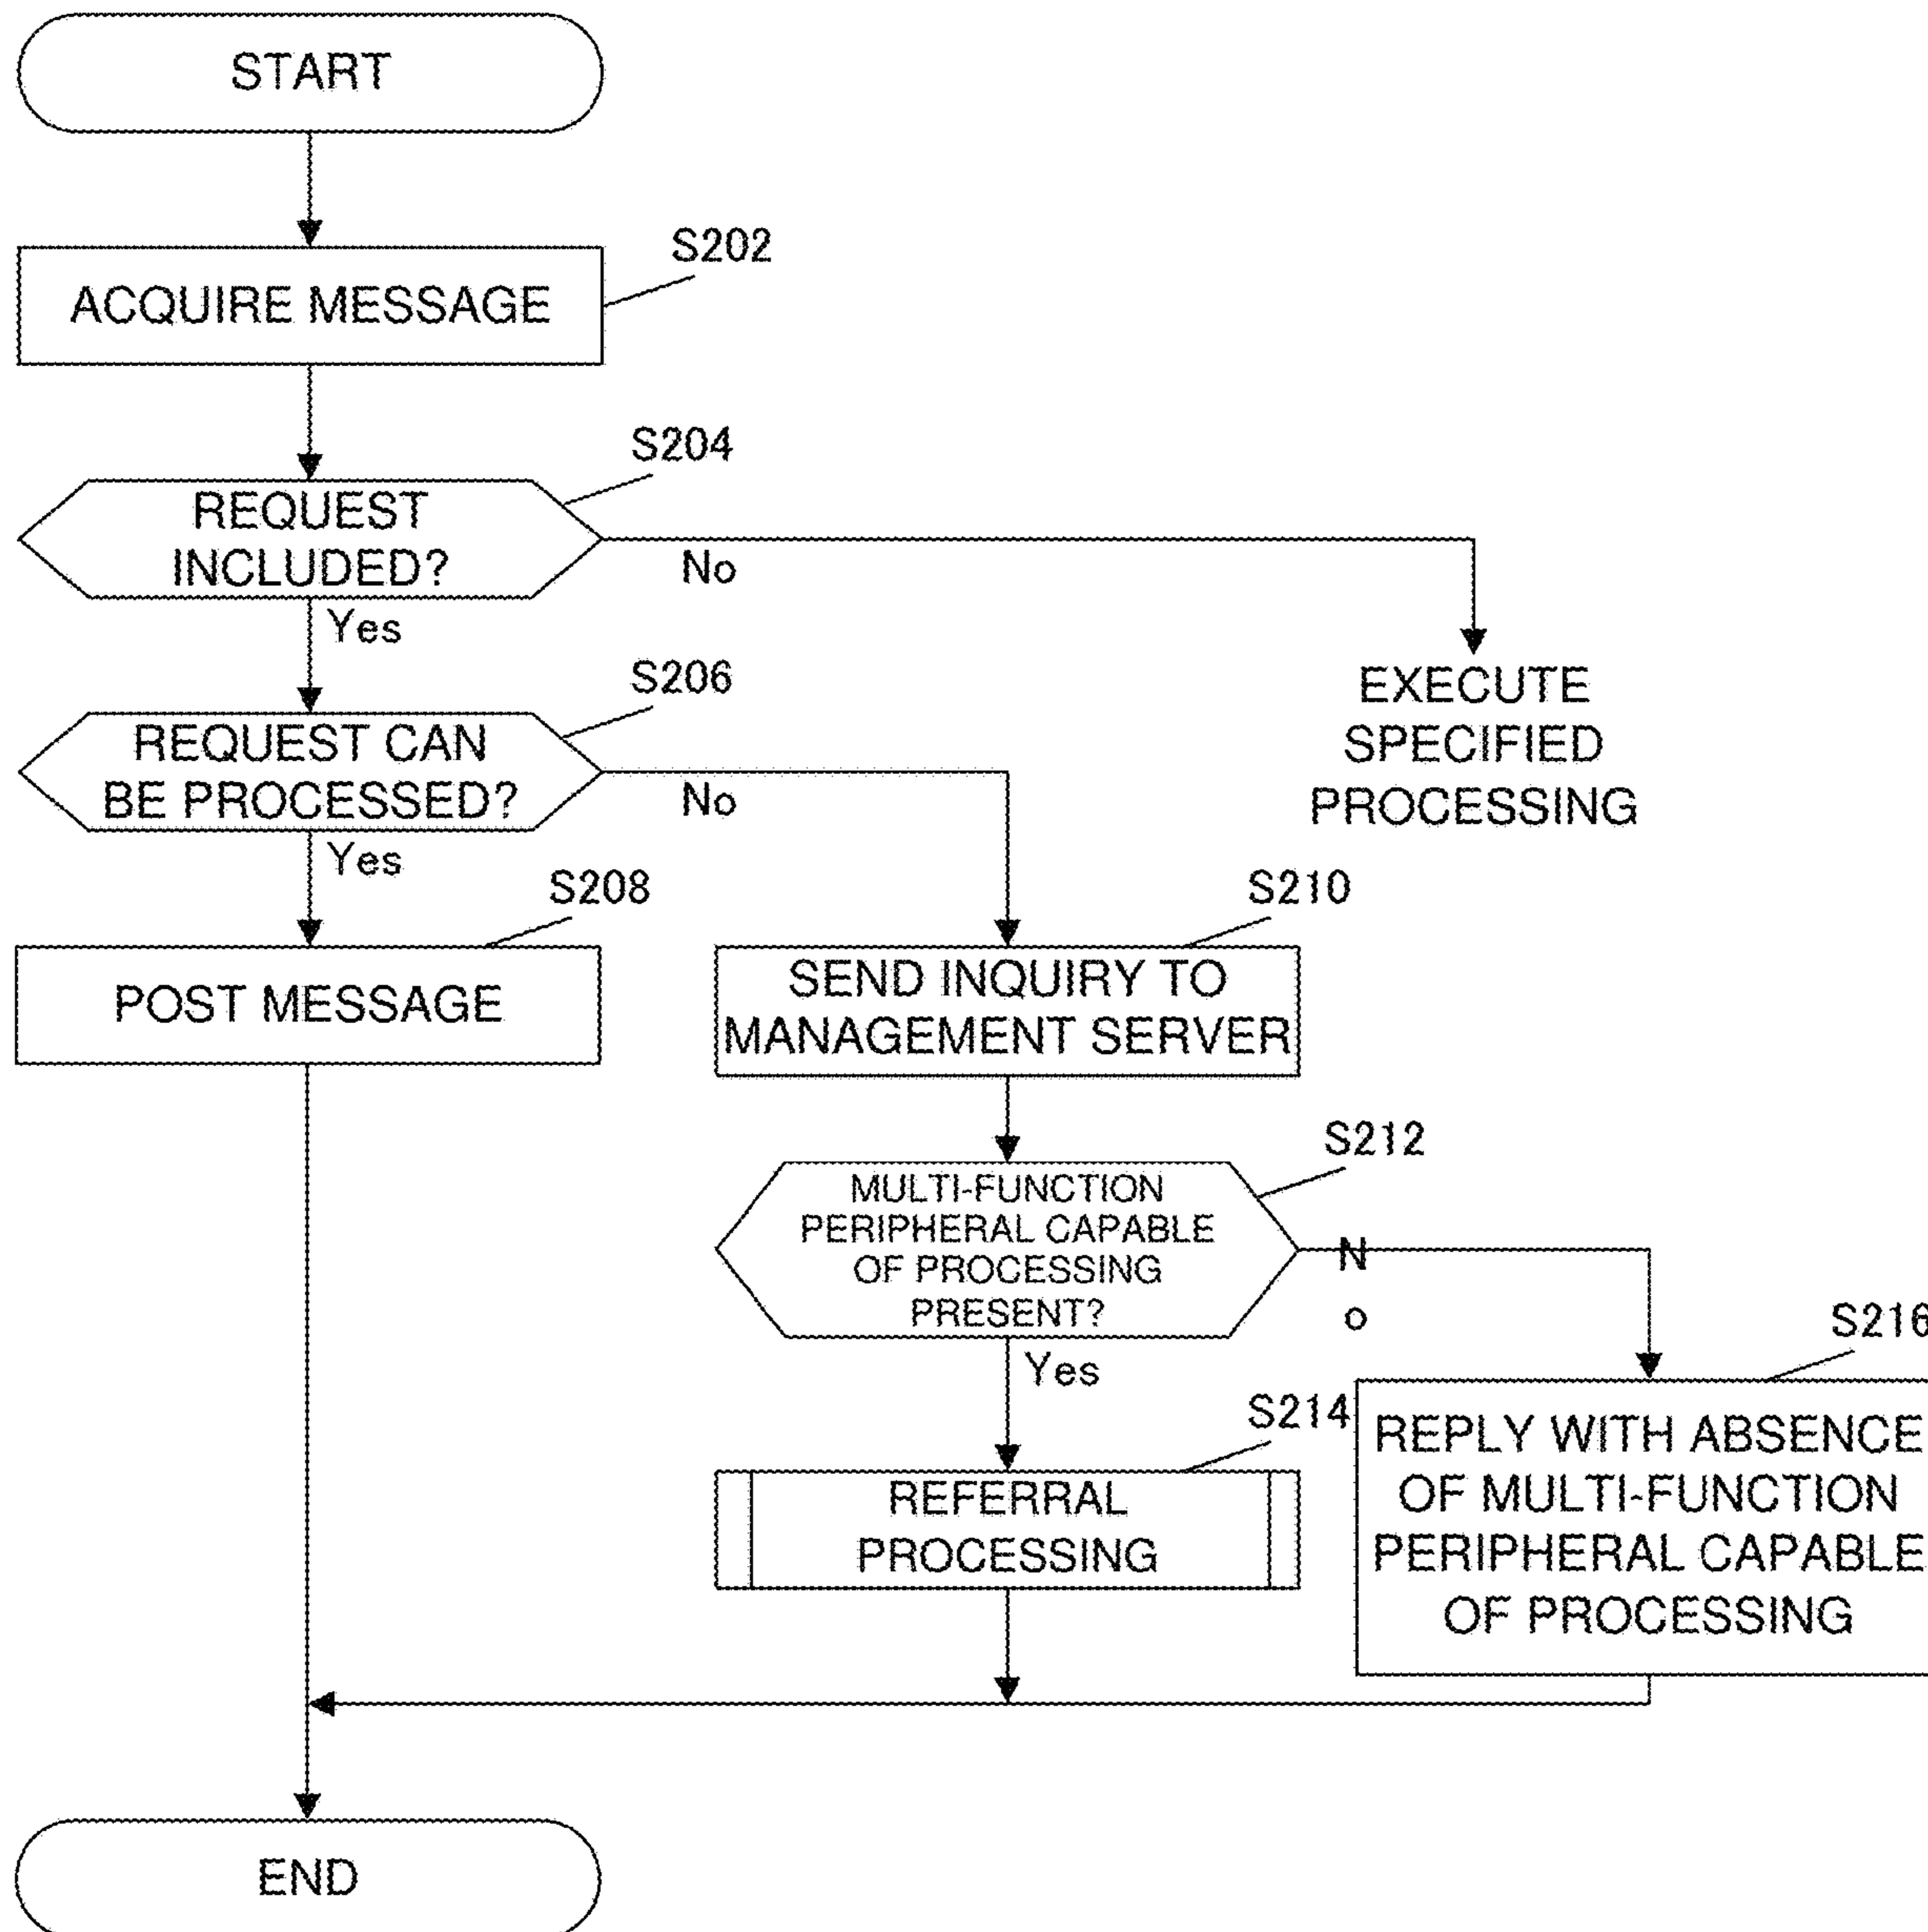 START
S202
ACQUIRE MESSAGE
S204
REQUEST
INCLUDED?
No
Yes
S206
REQUEST CAN
BE PROCESSED?
No
EXECUTE
SPECIFIED
PROCESSING
Yes
S208
POST MESSAGE
S210
SEND INQUIRY TO
MANAGEMENT SERVER
S212
MULTI-FUNCTION
PERIPHERAL CAPABLE
OF PROCESSING
PRESENT?
N
o
Yes
S214
REFERRAL
PROCESSING
S216
REPLY WITH ABSENCE
OF MULTI-FUNCTION
PERIPHERAL CAPABLE
OF PROCESSING
END